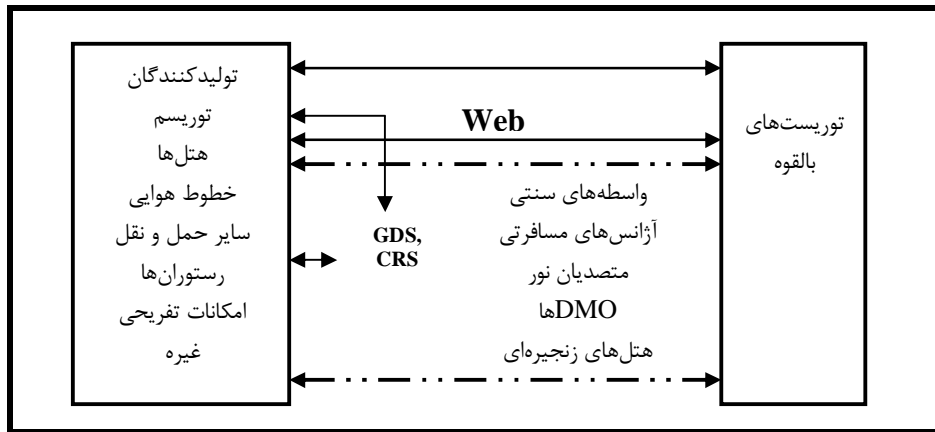 تولیدکنندگان
توریسم
هتل‌ها
خطوط هوایی
سایر حمل و نقل
رستوران‌ها
امکانات تفریحی
غیره
Web
GDS,
CRS
واسطه‌های سنتی
آژانس‌های مسافرتی
متصدیان نور
DMOها
هتل‌های زنجیره‌ای
توریست‌های
بالقوه